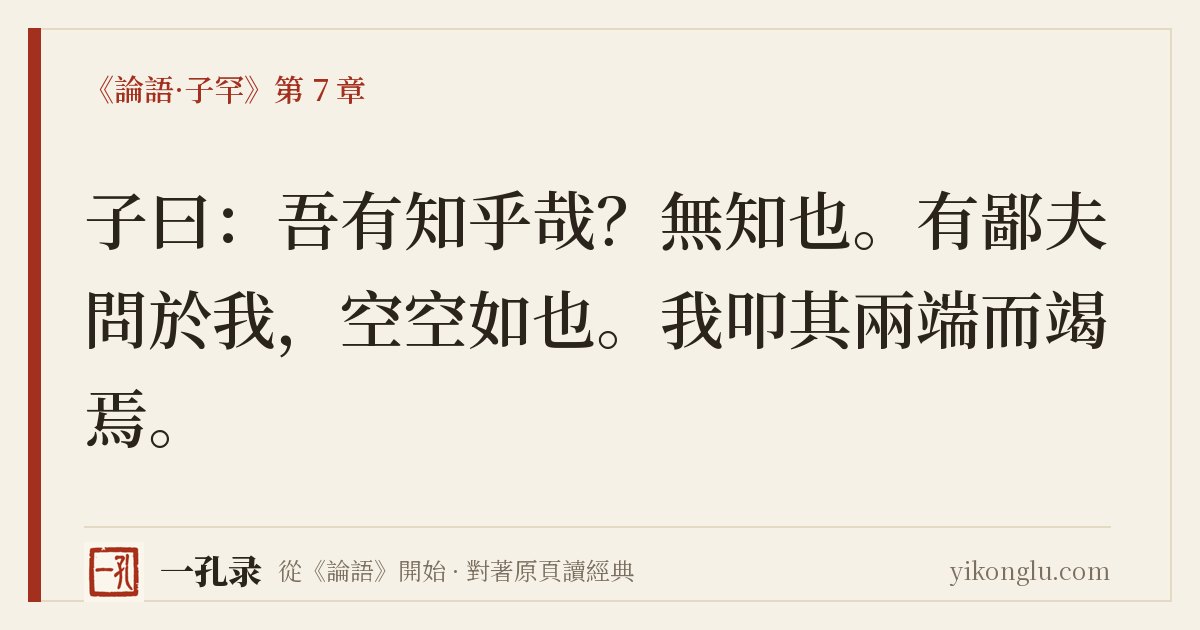 《論語·子罕》第 7 章
子曰：吾有知乎哉？無知也。有鄙夫
問於我，空空如也。我叩其兩端而竭
焉。
一孔
一孔录 從《論語》開始 · 對著原頁讀經典 yikonglu.com